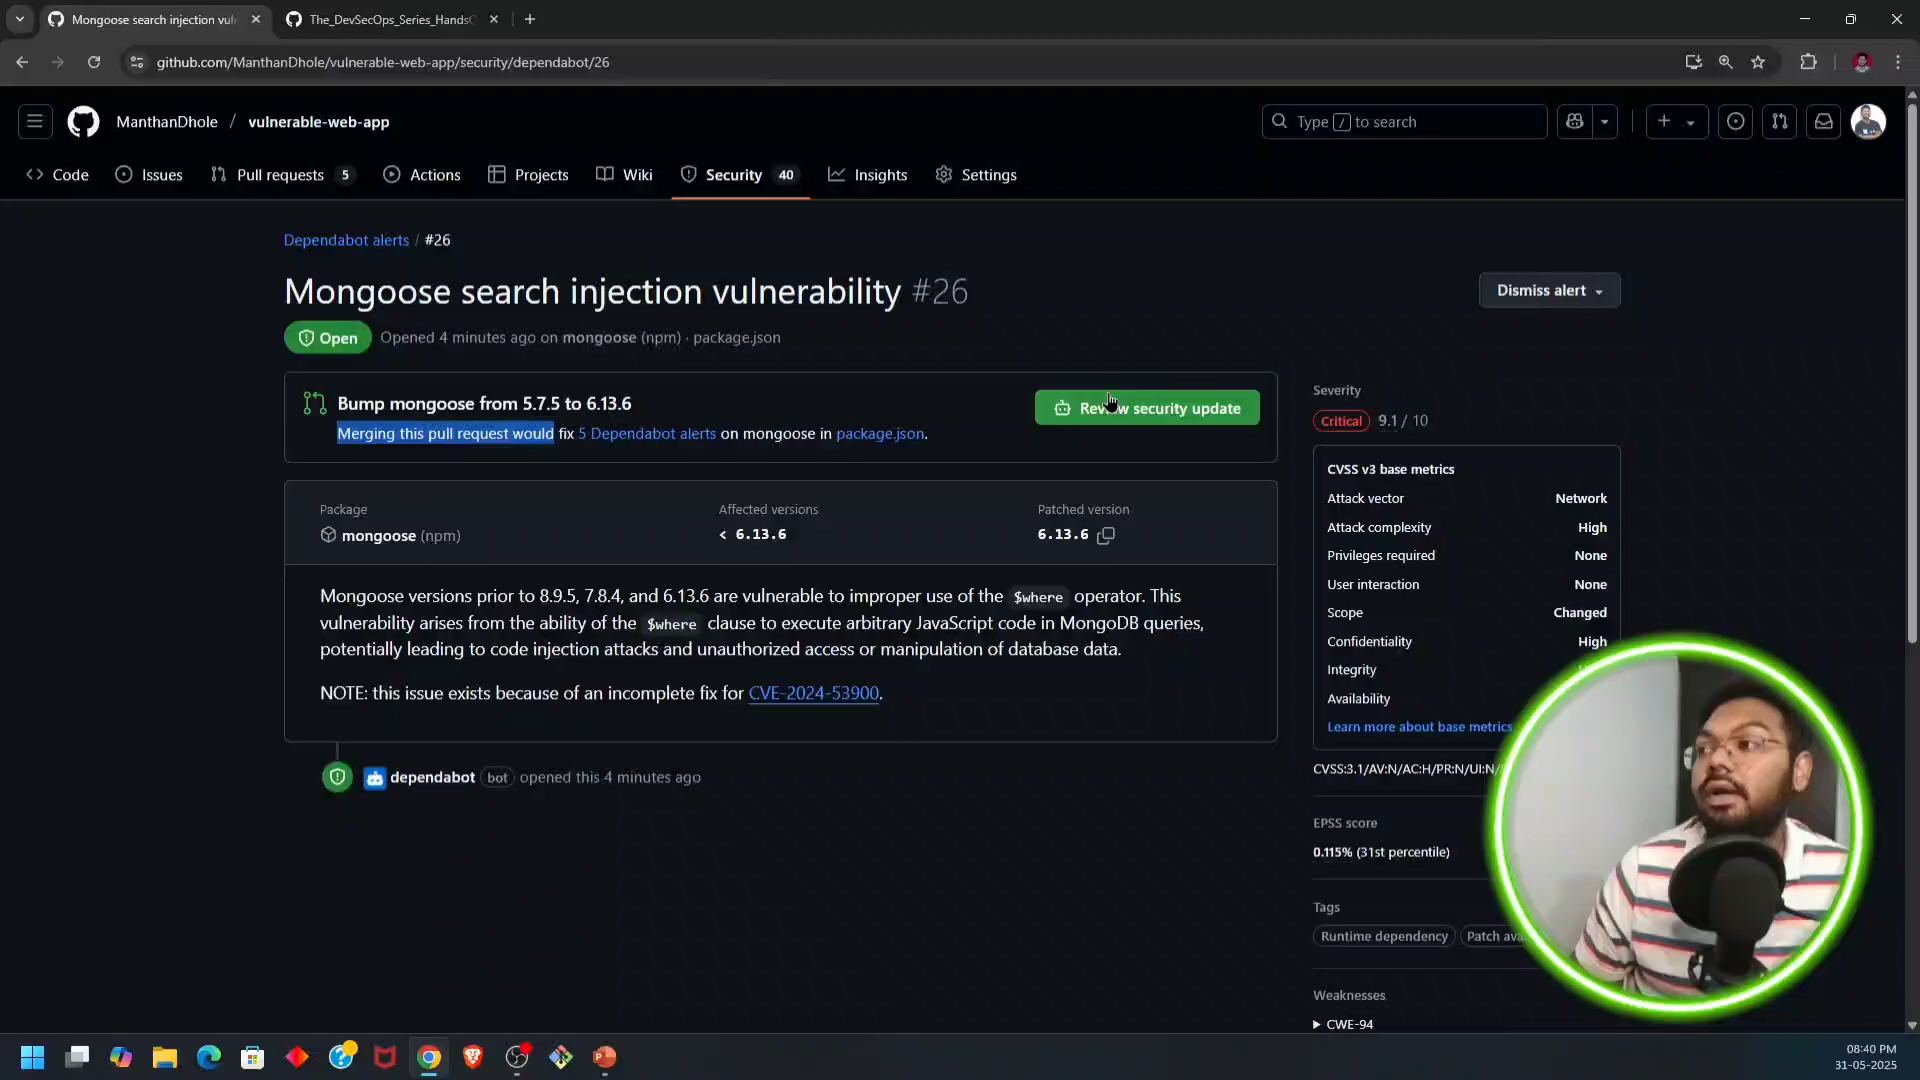 Mongoose search injection vul
The_DevSecOps_Series_Hands
github.com/ManthanDhole/vulnerable-web-app/security/dependabot/26
ManthanDhole / vulnerable-web-app
Type / to search
Code
Issues
Pull requests 5
Actions
Projects
Wiki
Security 40
Insights
Settings
Dependabot alerts / #26
Mongoose search injection vulnerability #26
Dismiss alert
Open
Opened 4 minutes ago on mongoose (npm) · package.json
Bump mongoose from 5.7.5 to 6.13.6
Merging this pull request would fix 5 Dependabot alerts on mongoose in package.json.
Review security update
Package
mongoose (npm)
Affected versions
< 6.13.6
Patched version
6.13.6
Mongoose versions prior to 8.9.5, 7.8.4, and 6.13.6 are vulnerable to improper use of the $where operator. This
vulnerability arises from the ability of the $where clause to execute arbitrary JavaScript code in MongoDB queries,
potentially leading to code injection attacks and unauthorized access or manipulation of database data.
NOTE: this issue exists because of an incomplete fix for CVE-2024-53900.
dependabot bot opened this 4 minutes ago
Severity
Critical 9.1 / 10
CVSS v3 base metrics
Attack vector Network
Attack complexity High
Privileges required None
User interaction None
Scope Changed
Confidentiality High
Integrity
Availability
Learn more about base metrics
CVSS:3.1/AV:N/AC:H/PR:N/UI:N/
EPSS score
0.115% (31st percentile)
Tags
Runtime dependency
Patch ava
Weaknesses
CWE-94
08:40 PM
31-05-2025